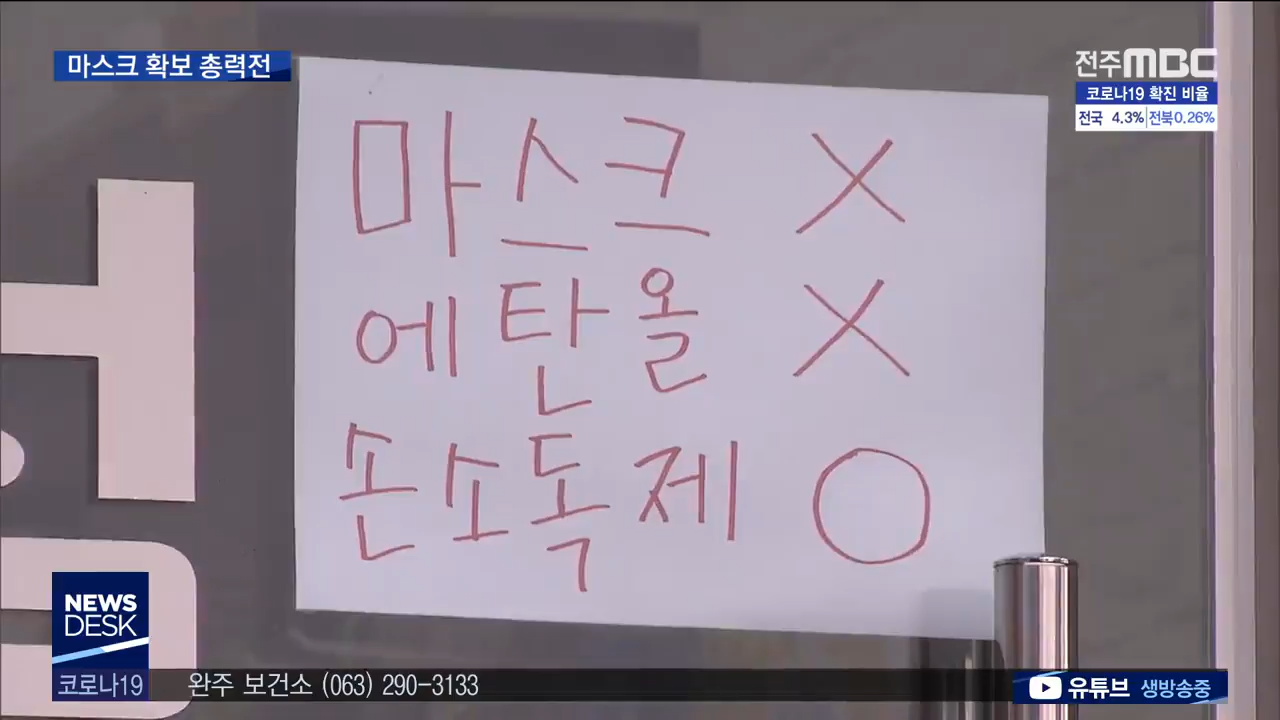 마스크 확보 총력전
전주MBC
코로나19 확진 비율
전국 4.3% 전북 0.26%
마스크 X
에탄올 X
손소독제 O
NEWS
DESK
코로나19
완주 보건소 (063) 290-3133
유튜브 생방송중